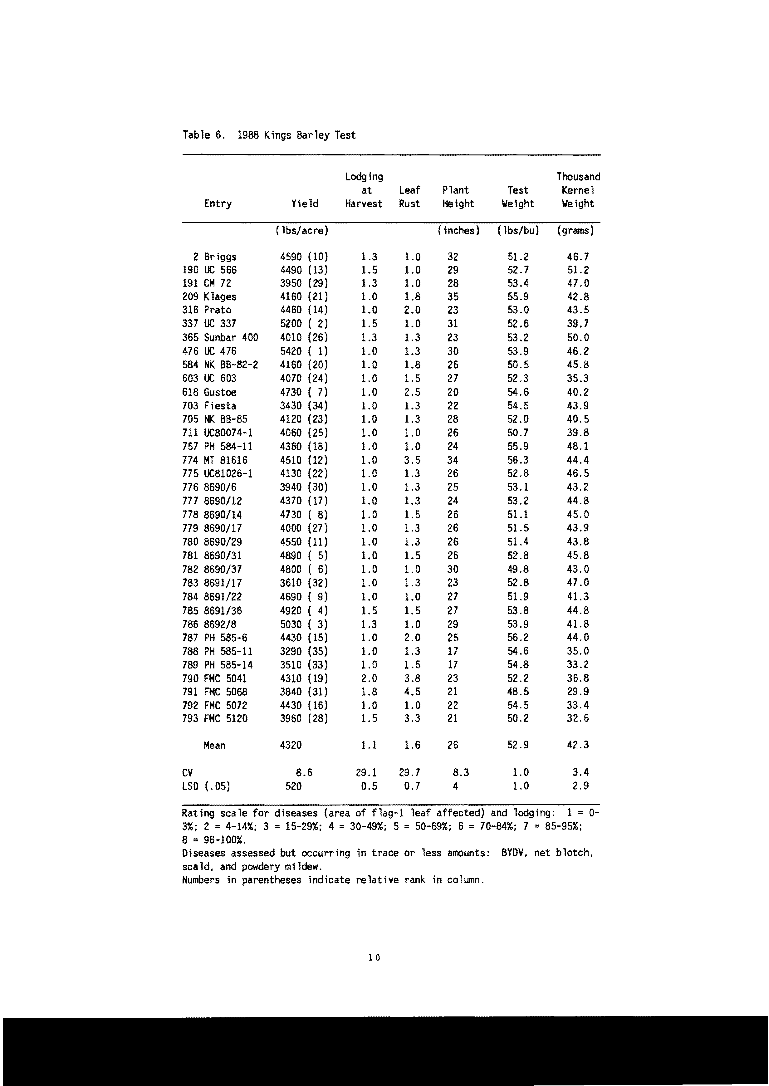 Table 6. 1988 Kings Barley Test
Lodging Thousand
at Leaf Plant Test Kernel
Entry Yield Harvest Rust Height Weight Weight
(lbs/acre) (inches) (lbs/bu) (grams)
2 Briggs 4590 (10) 1.3 1.0 32 51.2 46.7
190 UC 566 4490 (13) 1.5 1.0 29 52.7 51.2
191 CM 72 3950 (29) 1.3 1.0 28 53.4 47.0
209 Klages 4160 (21) 1.0 1.8 35 55.9 42.8
316 Prato 4460 (14) 1.0 2.0 23 53.0 43.5
337 UC 337 5200 ( 2) 1.5 1.0 31 52.6 39.7
365 Sunbar 400 4010 (26) 1.3 1.3 23 53.2 50.0
476 UC 476 5420 ( 1) 1.0 1.3 30 53.9 46.2
584 NK BB-82-2 4160 (20) 1.0 1.8 26 50.5 45.8
603 UC 603 4070 (24) 1.0 1.5 27 52.3 35.3
618 Gustoe 4730 ( 7) 1.0 2.5 20 54.6 40.2
703 Fiesta 3430 (34) 1.0 1.3 22 54.5 43.9
705 NK BB-85 4120 (23) 1.0 1.3 28 52.0 40.5
711 UC80074-1 4060 (25) 1.0 1.0 26 50.7 39.8
757 PH 584-11 4360 (18) 1.0 1.0 24 55.9 48.1
774 MT 81616 4510 (12) 1.0 3.5 34 56.3 44.4
775 UC81026-1 4130 (22) 1.0 1.3 26 52.8 46.5
776 8690/6 3940 (30) 1.0 1.3 25 53.1 43.2
777 8690/12 4370 (17) 1.0 1.3 24 53.2 44.8
778 8690/14 4730 ( 8) 1.0 1.5 26 51.1 45.0
779 8690/17 4000 (27) 1.0 1.3 26 51.5 43.9
780 8690/29 4550 (11) 1.0 1.3 26 51.4 43.8
781 8690/31 4890 ( 5) 1.0 1.5 26 52.8 45.8
782 8690/37 4800 ( 6) 1.0 1.0 30 49.8 43.0
783 8691/17 3610 (32) 1.0 1.3 23 52.8 47.0
784 8691/22 4690 ( 9) 1.0 1.0 27 51.9 41.3
785 8691/36 4920 ( 4) 1.5 1.5 27 53.8 44.8
786 8692/8 5030 ( 3) 1.3 1.0 29 53.9 41.8
787 PH 585-6 4430 (15) 1.0 2.0 25 56.2 44.0
788 PH 585-11 3290 (35) 1.0 1.3 17 54.6 35.0
789 PH 585-14 3510 (33) 1.0 1.5 17 54.8 33.2
790 FMC 5041 4310 (19) 2.0 3.8 23 52.2 36.8
791 FMC 5068 3840 (31) 1.8 4.5 21 48.5 29.9
792 FMC 5072 4430 (16) 1.0 1.0 22 54.5 33.4
793 FMC 5120 3960 (28) 1.5 3.3 21 50.2 32.6
Mean 4320 1.1 1.6 26 52.9 42.3
CV 8.6 29.1 29.7 8.3 1.0 3.4
LSD (.05) 520 0.5 0.7 4 1.0 2.9
Rating scale for diseases (area of flag-1 leaf affected) and lodging: 1 = 0-
3%; 2 = 4-14%; 3 = 15-29%; 4 = 30-49%; 5 = 50-69%; 6 = 70-84%; 7 = 85-95%;
8 = 96-100%.
Diseases assessed but occurring in trace or less amounts: BYDV, net blotch,
scald, and powdery mildew.
Numbers in parentheses indicate relative rank in column.
10